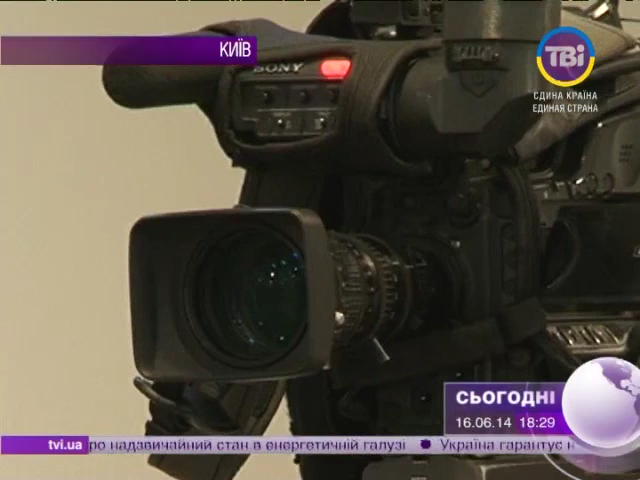 КИЇВ
SONY
ТВі
ЄДИНА КРАЇНА
ЕДИНАЯ СТРАНА
СЬОГОДНІ
16.06.14 18:29
tvi.ua ро надзвичайний стан в енергетичній галузі • Україна гарантує н